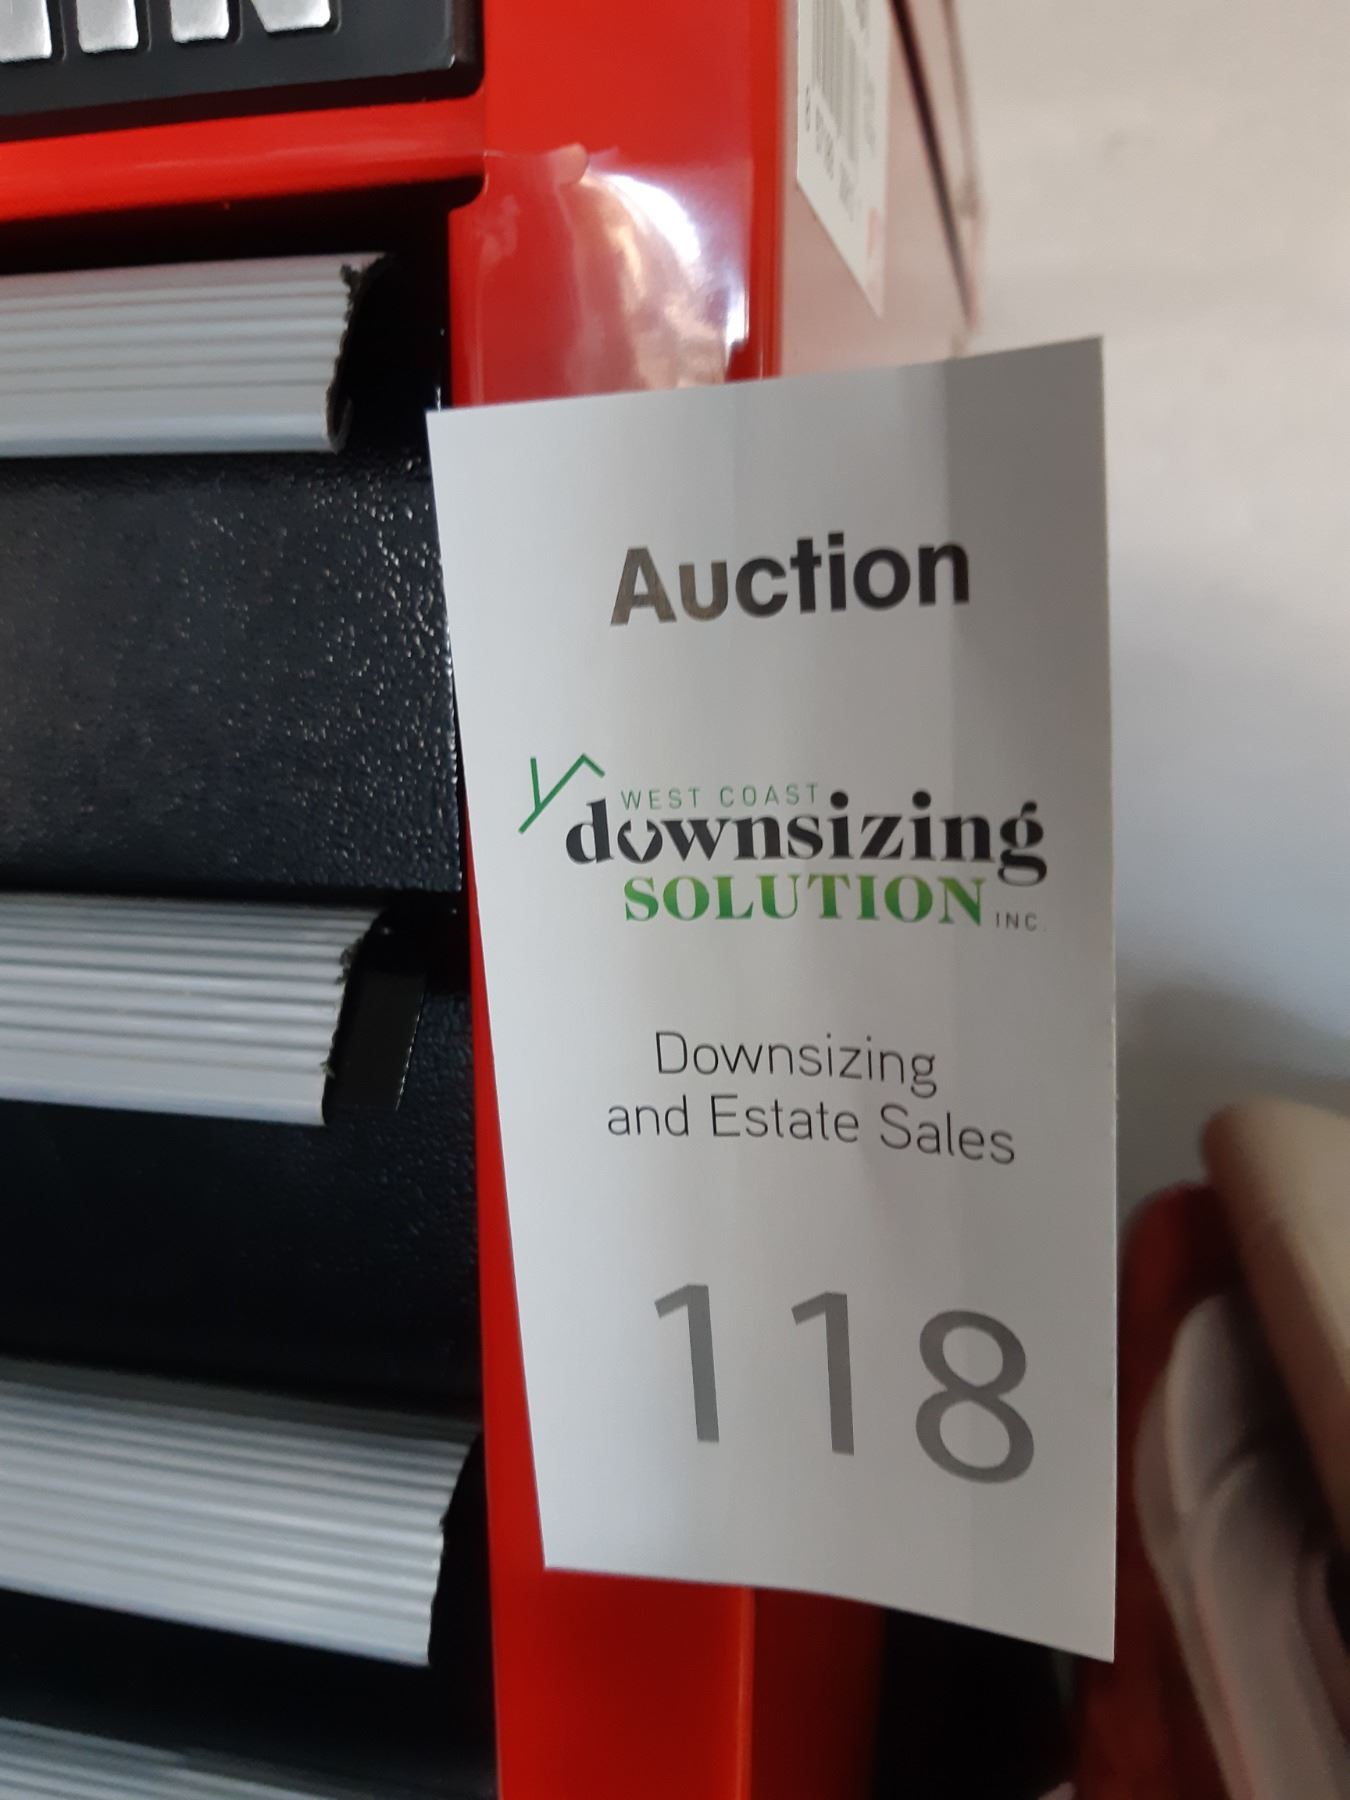 Auction
WEST COAST
downsizing
SOLUTION INC.
Downsizing
and Estate Sales
118